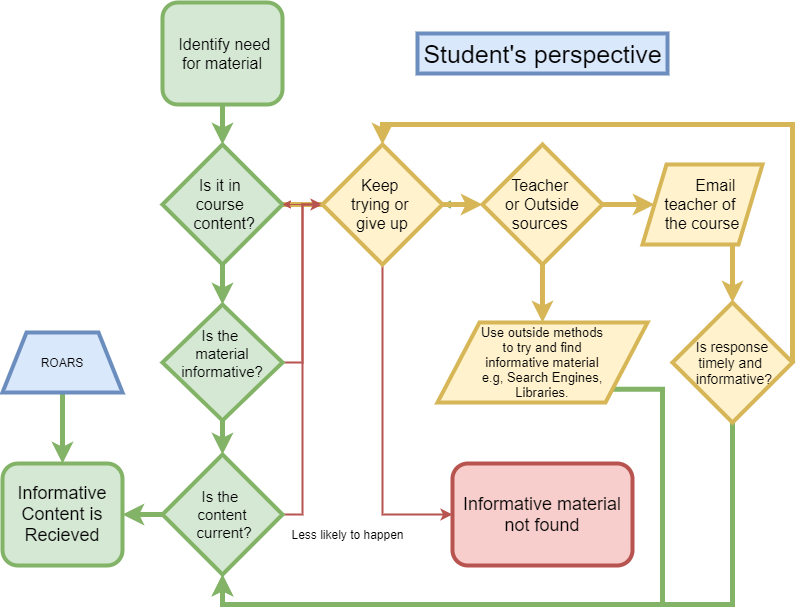 Identify need
for material
Student's perspective
Is it in
course
content?
Keep
trying or
give up
Teacher
or Outside
sources
Email
teacher of
the course
Is the
material
informative?
Use outside methods
to try and find
informative material
e.g, Search Engines,
Libraries.
Is response
timely and
informative?
ROARS
Informative
Content is
Recieved
Is the
content
current?
Less likely to happen
Informative material
not found